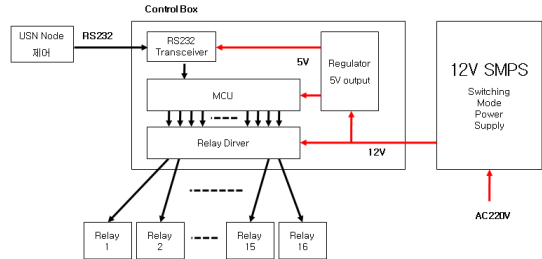 Control Box
USN Node
제어
RS232
RS232
Transceiver
5V
Regulator
5V output
MCU
Relay Dirver
12V
12V SMPS
Switching
Mode
Power
Supply
AC220V
Relay
1
Relay
2
Relay
15
Relay
16